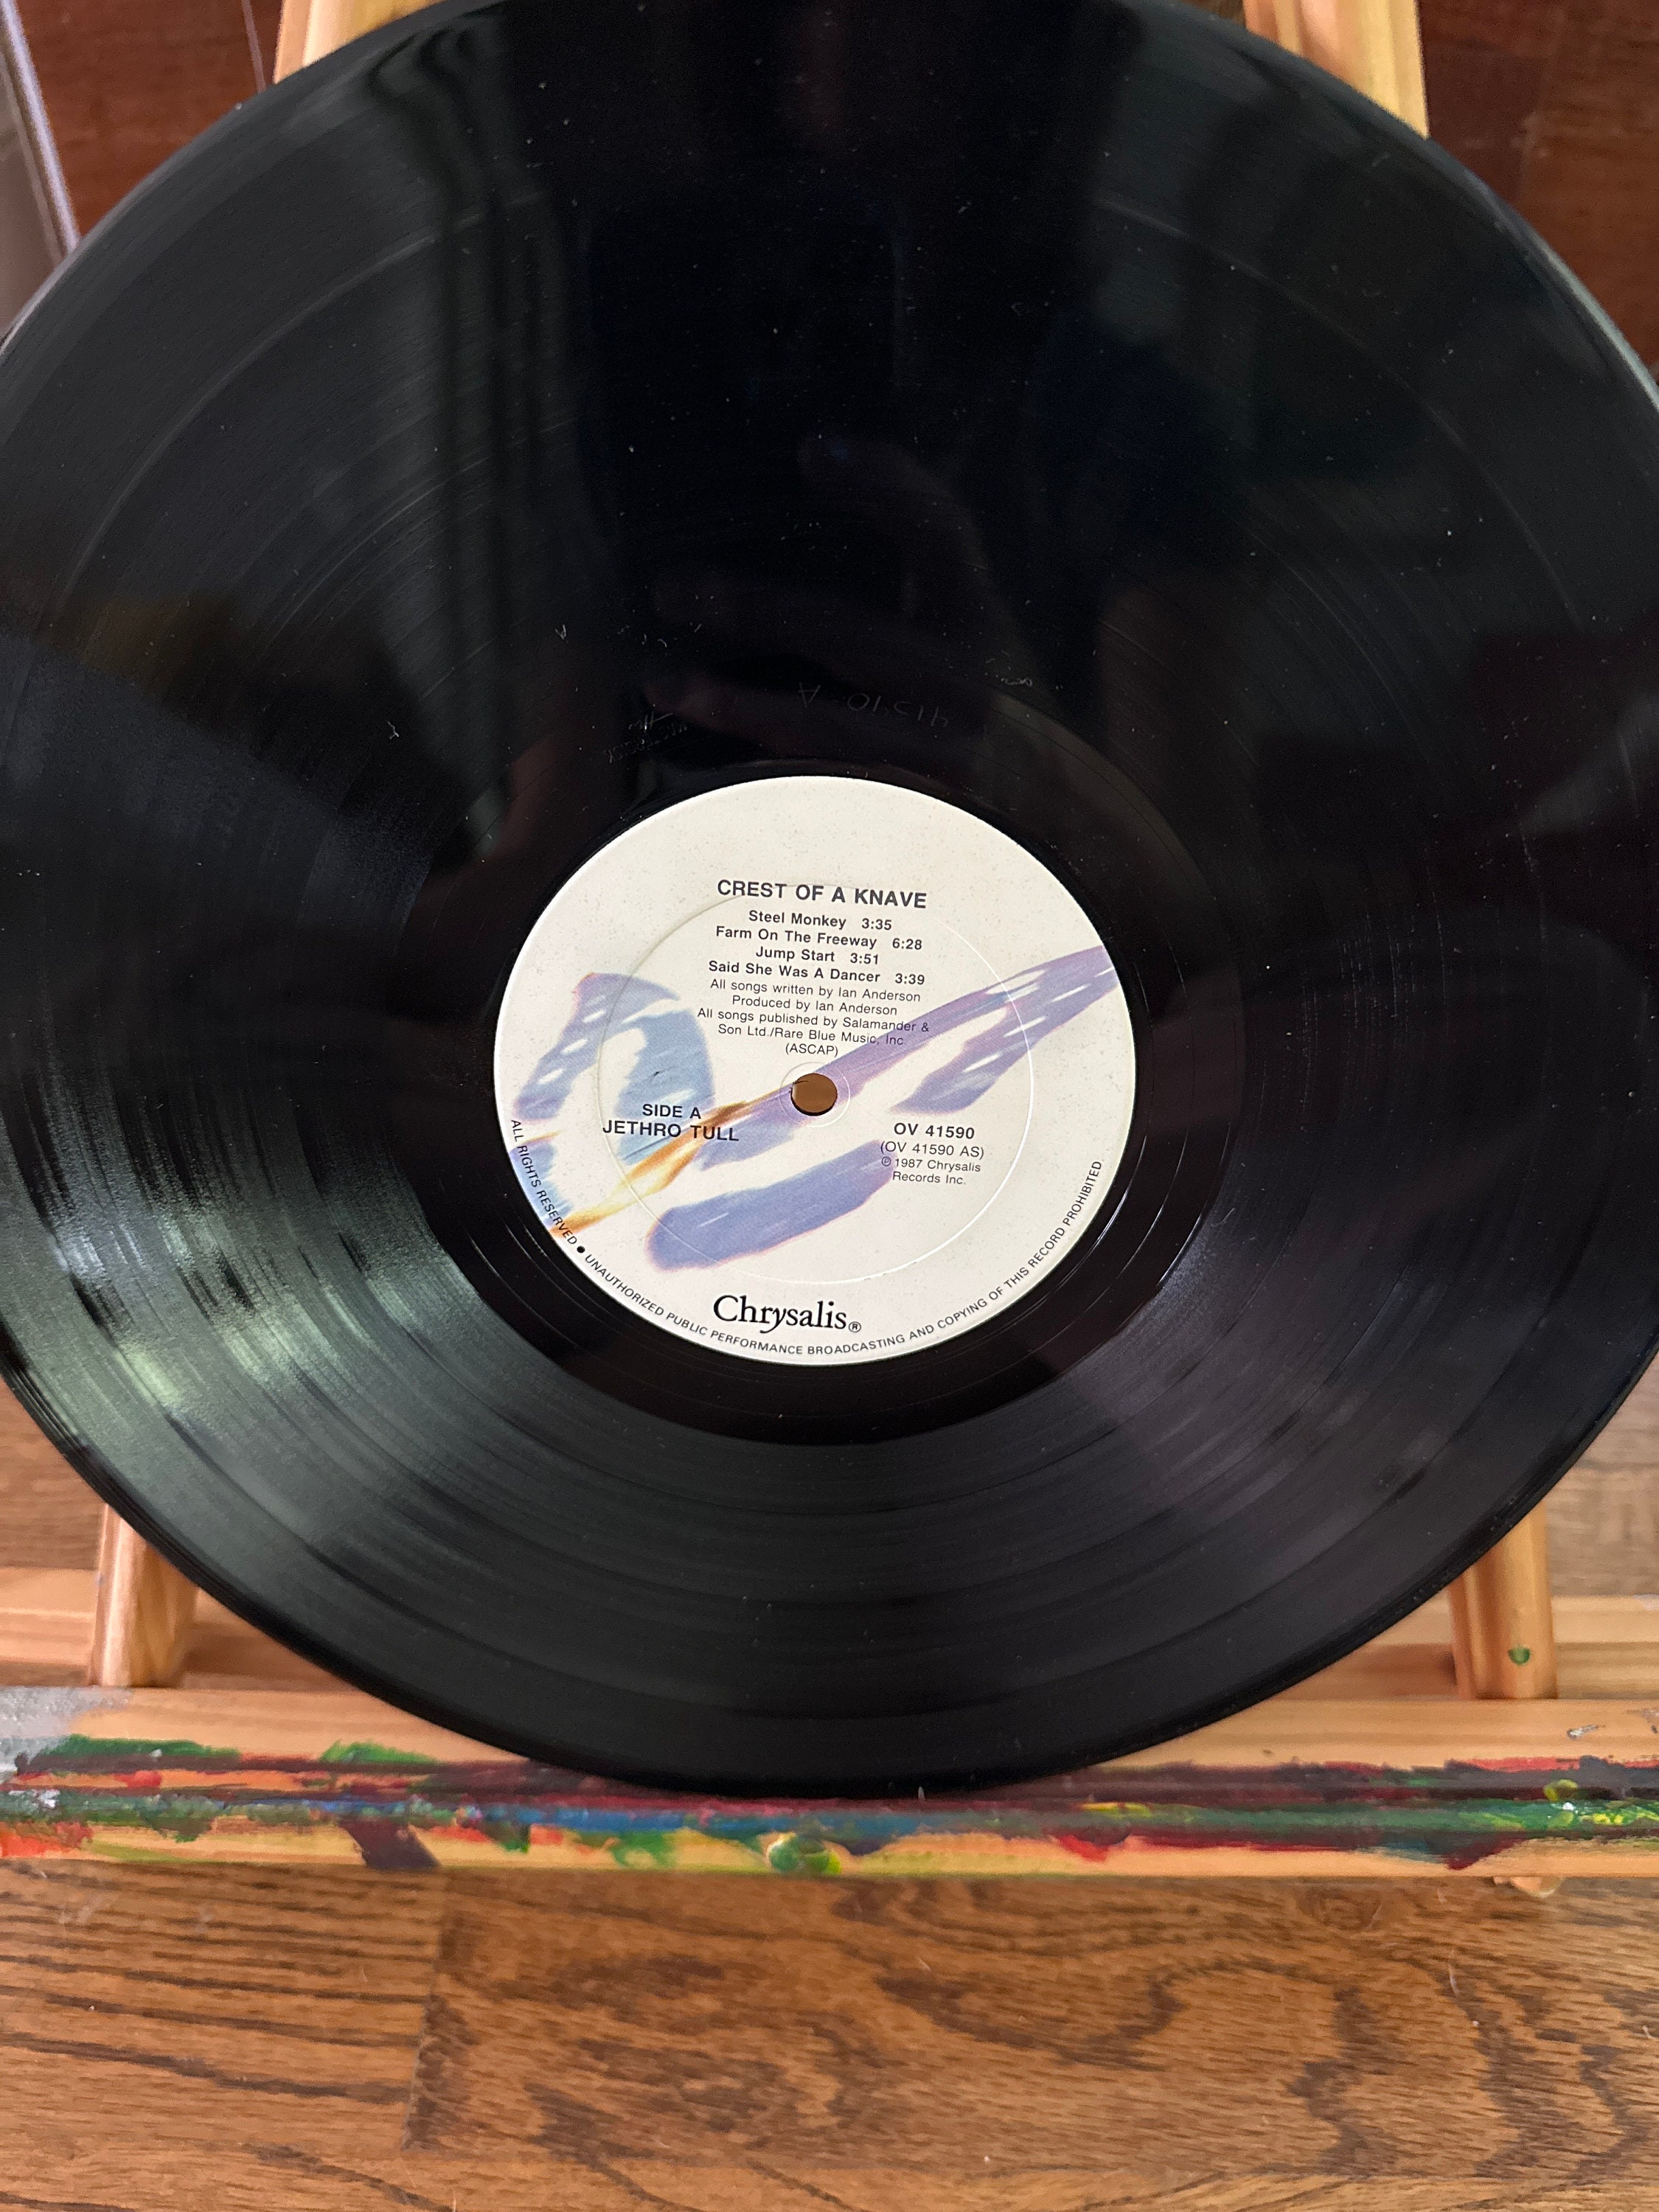 CREST OF A KNAVE
Steel Monkey 3:35
Farm On The Freeway 6:28
Jump Start 3:51
Said She Was A Dancer 3:39
All songs written by Ian Anderson
Produced by Ian Anderson
All songs published by Salamander &
Son Ltd./Rare Blue Music, Inc.
(ASCAP)
SIDE A
JETHRO TULL
OV 41590
(OV 41590 AS)
℗ 1987 Chrysalis
Records Inc.
Chrysalis®
ALL RIGHTS RESERVED ● UNAUTHORIZED PUBLIC PERFORMANCE BROADCASTING AND COPYING OF THIS RECORD PROHIBITED